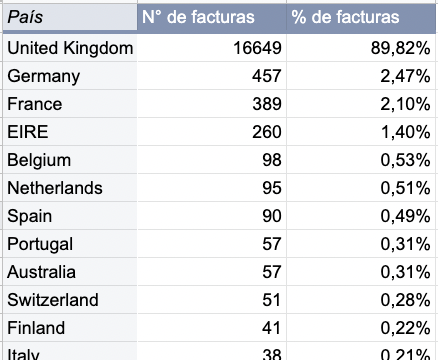 País N° de facturas % de facturas
United Kingdom 16649 89,82%
Germany 457 2,47%
France 389 2,10%
EIRE 260 1,40%
Belgium 98 0,53%
Netherlands 95 0,51%
Spain 90 0,49%
Portugal 57 0,31%
Australia 57 0,31%
Switzerland 51 0,28%
Finland 41 0,22%
Italy 38 0,21%